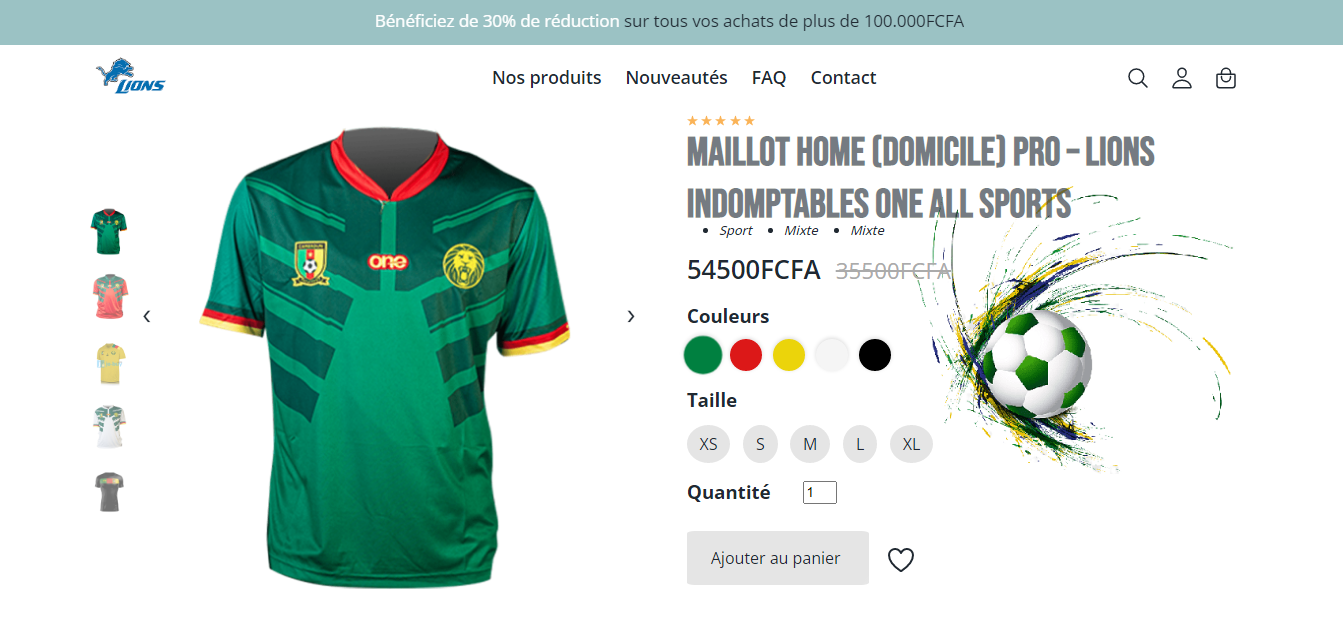 Bénéficiez de 30% de réduction sur tous vos achats de plus de 100.000FCFA
LIONS
Nos produits Nouveautés FAQ Contact
MAILLOT HOME (DOMICILE) PRO – LIONS
INDOMPTABLES ONE ALL SPORTS
Sport Mixte Mixte
54500FCFA 35500FCFA
CAMEROUN
one
Couleurs
Taille
XS S M L XL
Quantité 1
Ajouter au panier